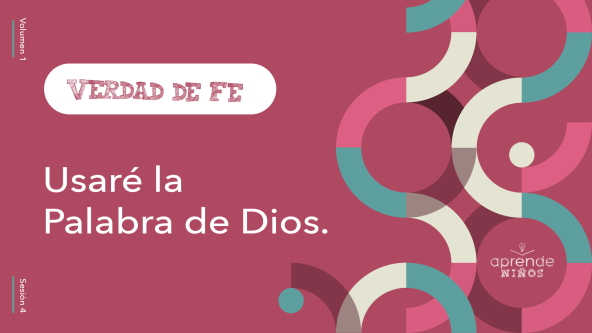 Volumen 1
VERDAD DE FE
Usaré la
Palabra de Dios.
aprende
NIÑOS
Sesión 4